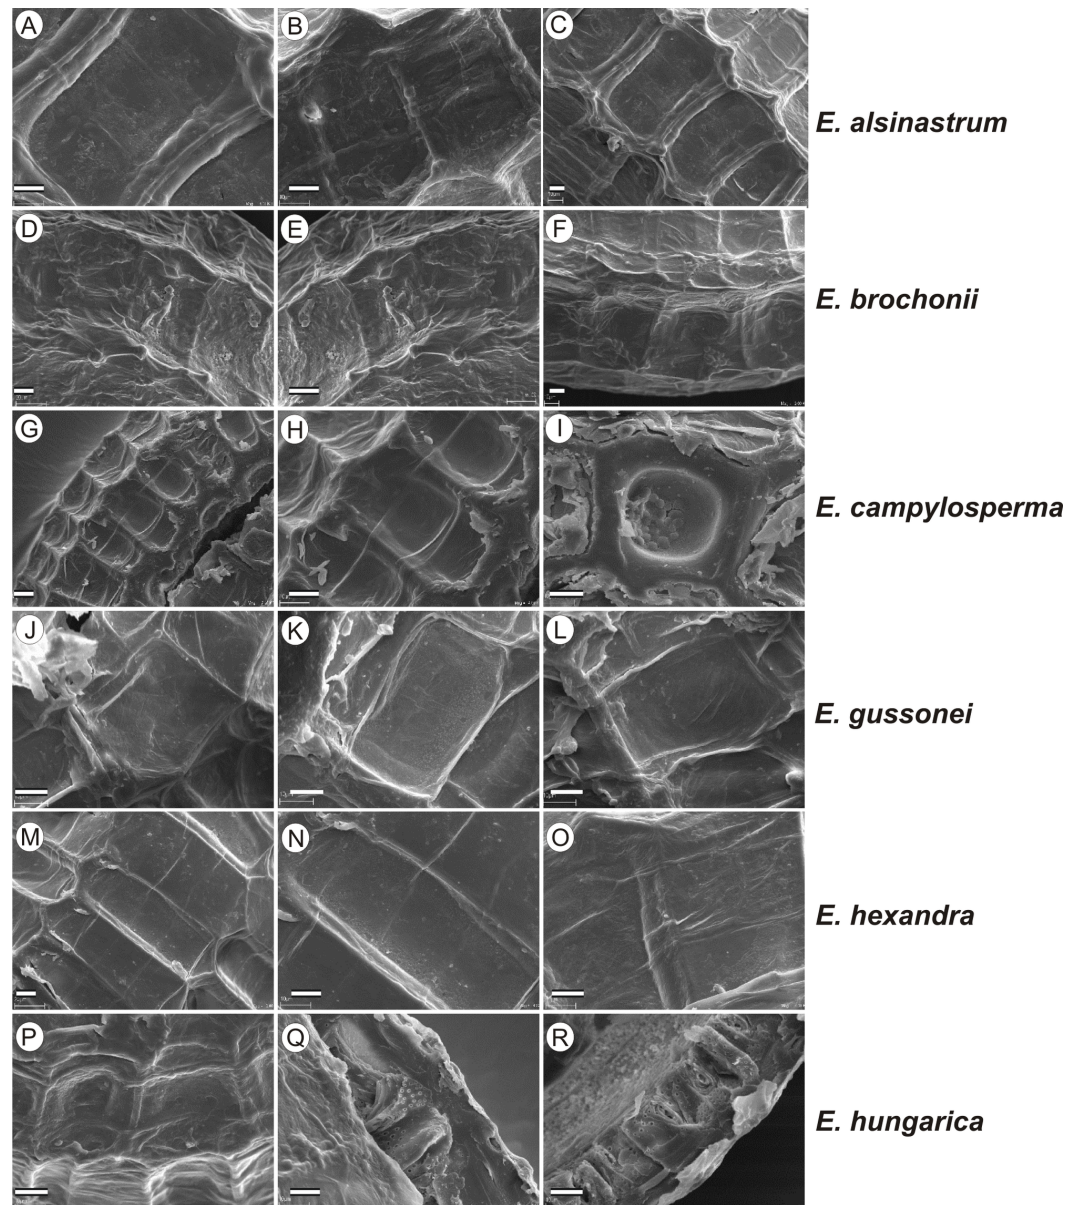 A B C
E. alsinastrum
D E F
E. brochonii
G H I
E. campylosperma
J K L
E. gussonei
M N O
E. hexandra
P Q R
E. hungarica